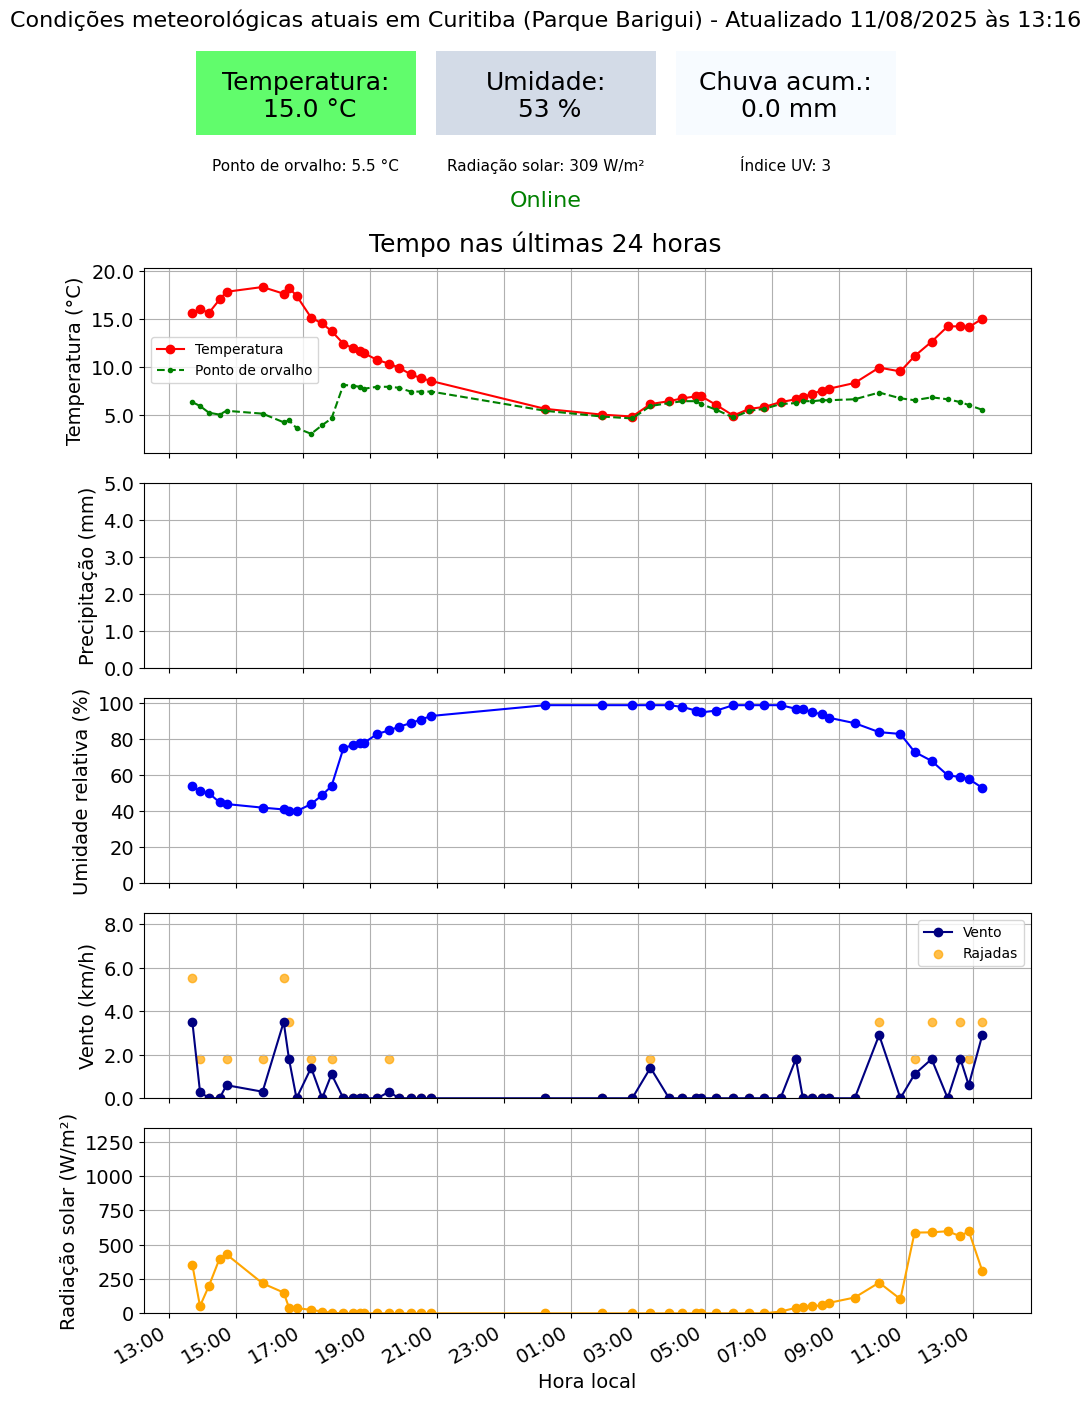 Condições meteorológicas atuais em Curitiba (Parque Barigui) - Atualizado 11/08/2025 às 13:16
Temperatura:
15.0 °C
Umidade:
53 %
Chuva acum.:
0.0 mm
Ponto de orvalho: 5.5 °C
Radiação solar: 309 W/m²
Índice UV: 3
Online
Tempo nas últimas 24 horas
Temperatura (°C)
20.0
15.0
10.0
5.0
Temperatura
Ponto de orvalho
Precipitação (mm)
5.0
4.0
3.0
2.0
1.0
0.0
Umidade relativa (%)
100
80
60
40
20
0
Vento (km/h)
8.0
6.0
4.0
2.0
0.0
Vento
Rajadas
Radiação solar (W/m²)
1250
1000
750
500
250
0
13:00
15:00
17:00
19:00
21:00
23:00
01:00
03:00
05:00
07:00
09:00
11:00
13:00
Hora local